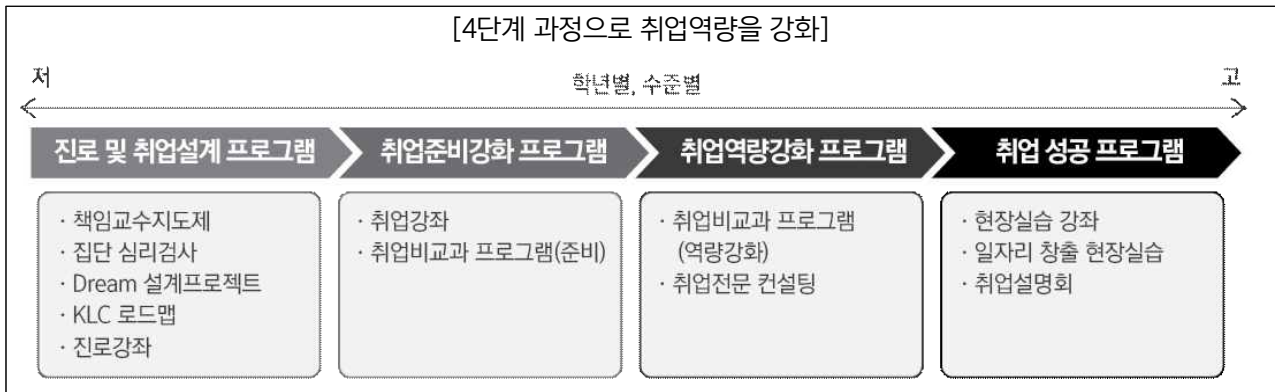 [4단계 과정으로 취업역량을 강화]
저
학년별, 수준별
고
진로 및 취업설계 프로그램
취업준비강화 프로그램
취업역량강화 프로그램
취업 성공 프로그램
· 책임교수지도제
· 집단 심리검사
· Dream 설계프로젝트
· KLC 로드맵
· 진로강좌
· 취업강좌
· 취업비교과 프로그램(준비)
· 취업비교과 프로그램
(역량강화)
· 취업전문 컨설팅
· 현장실습 강좌
· 일자리 창출 현장실습
· 취업설명회